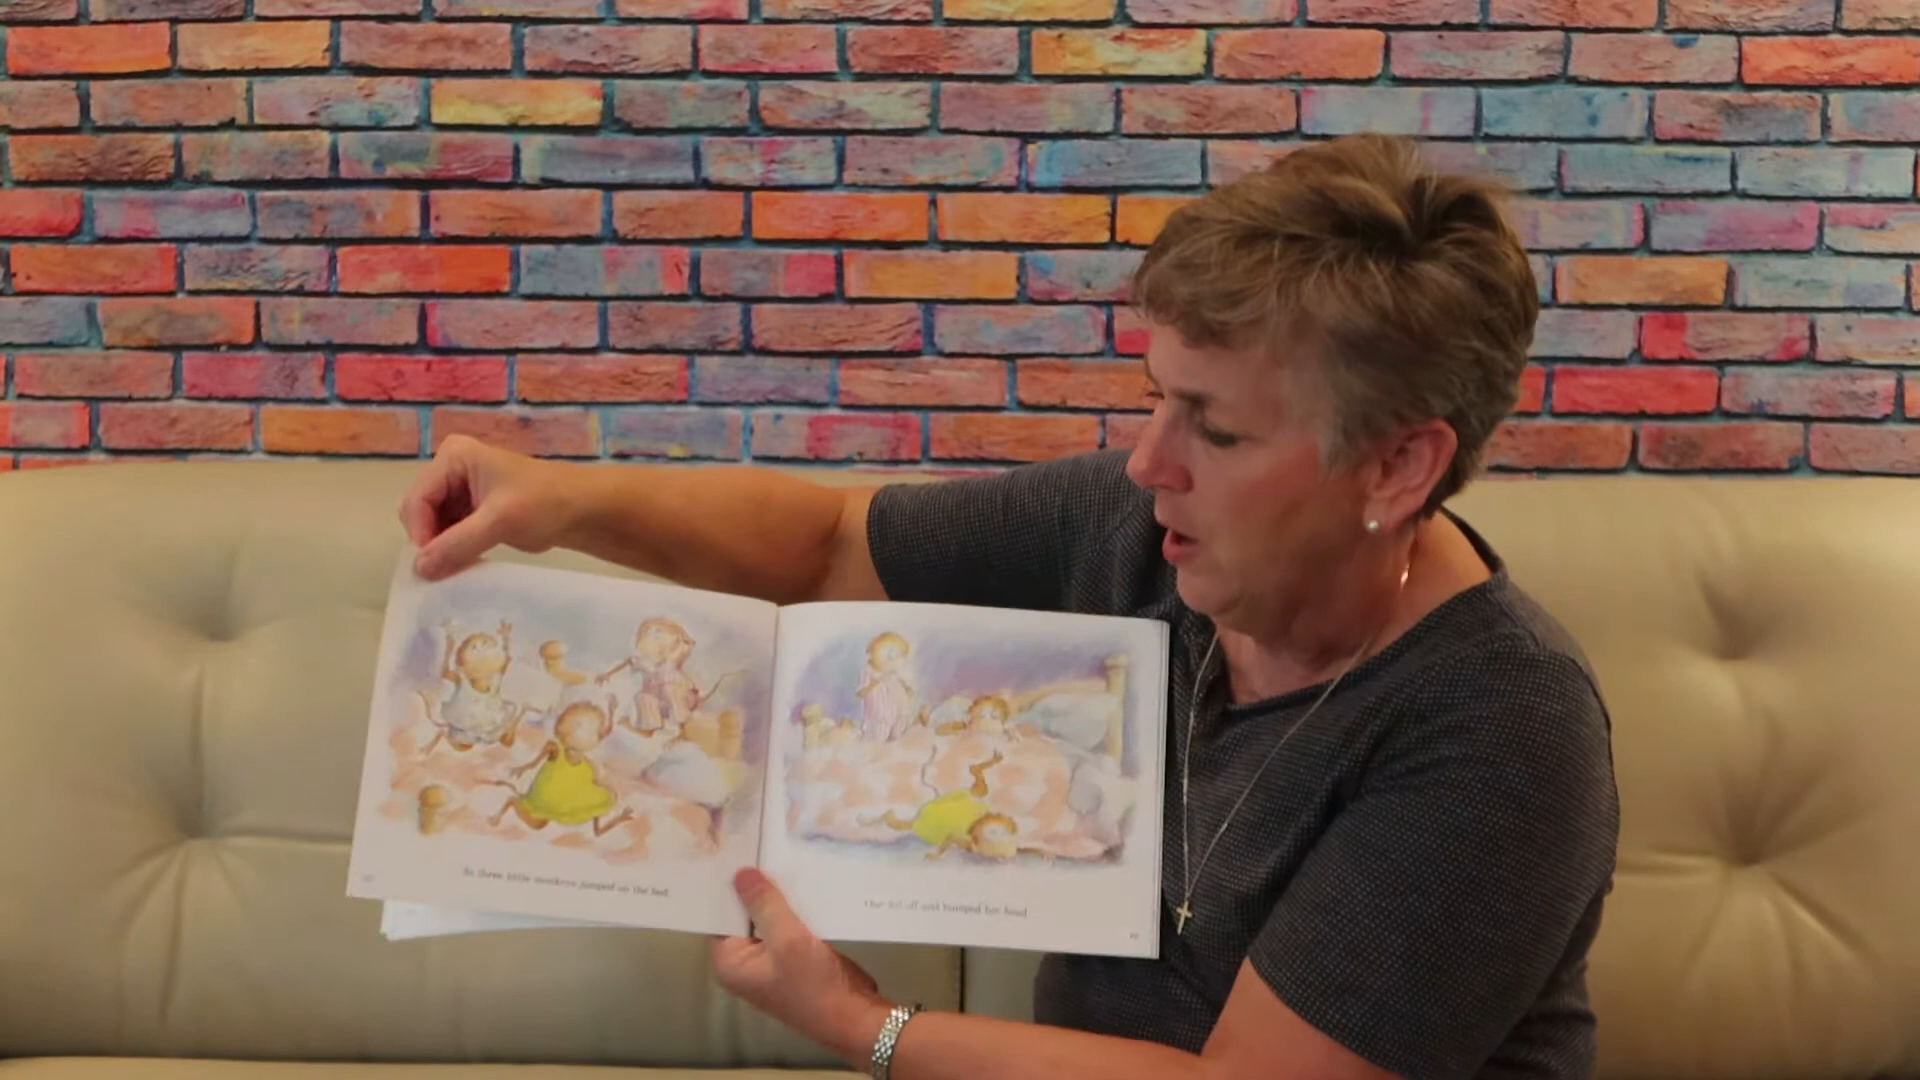 So three little monkeys jumped on the bed.
One fell off and bumped her head.